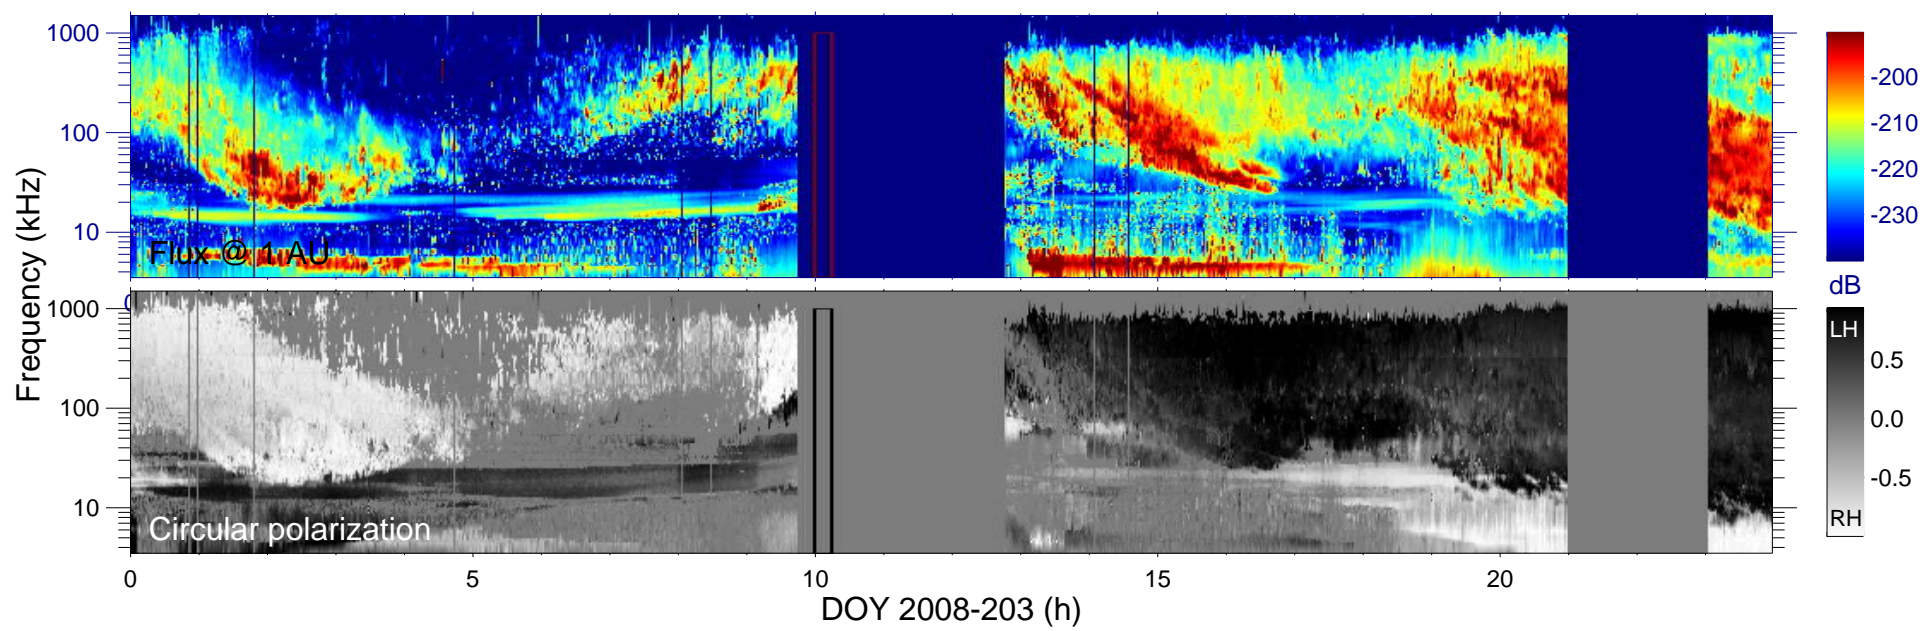 1000
100
10
Flux @ 1 AU
-200
-210
-220
-230
dB
0
1000
100
10
Circular polarization
LH
0.5
0.0
-0.5
RH
Frequency (kHz)
0 5 10 15 20
DOY 2008-203 (h)